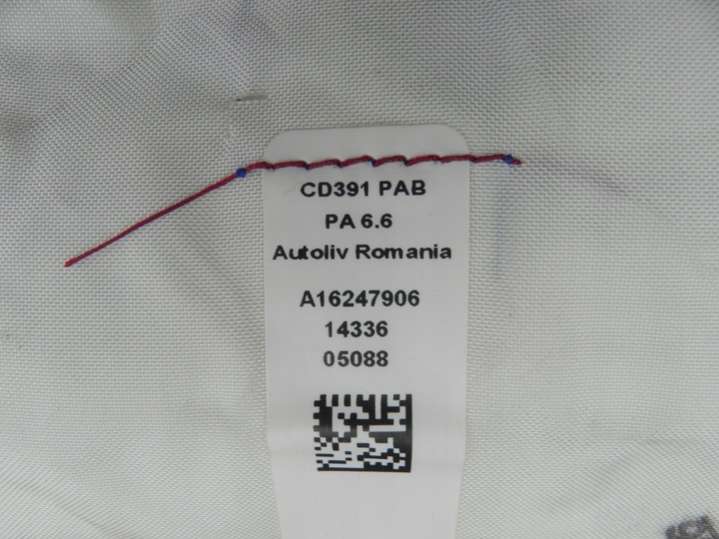 CD391 PAB
PA 6.6
Autoliv Romania
A16247906
14336
05088